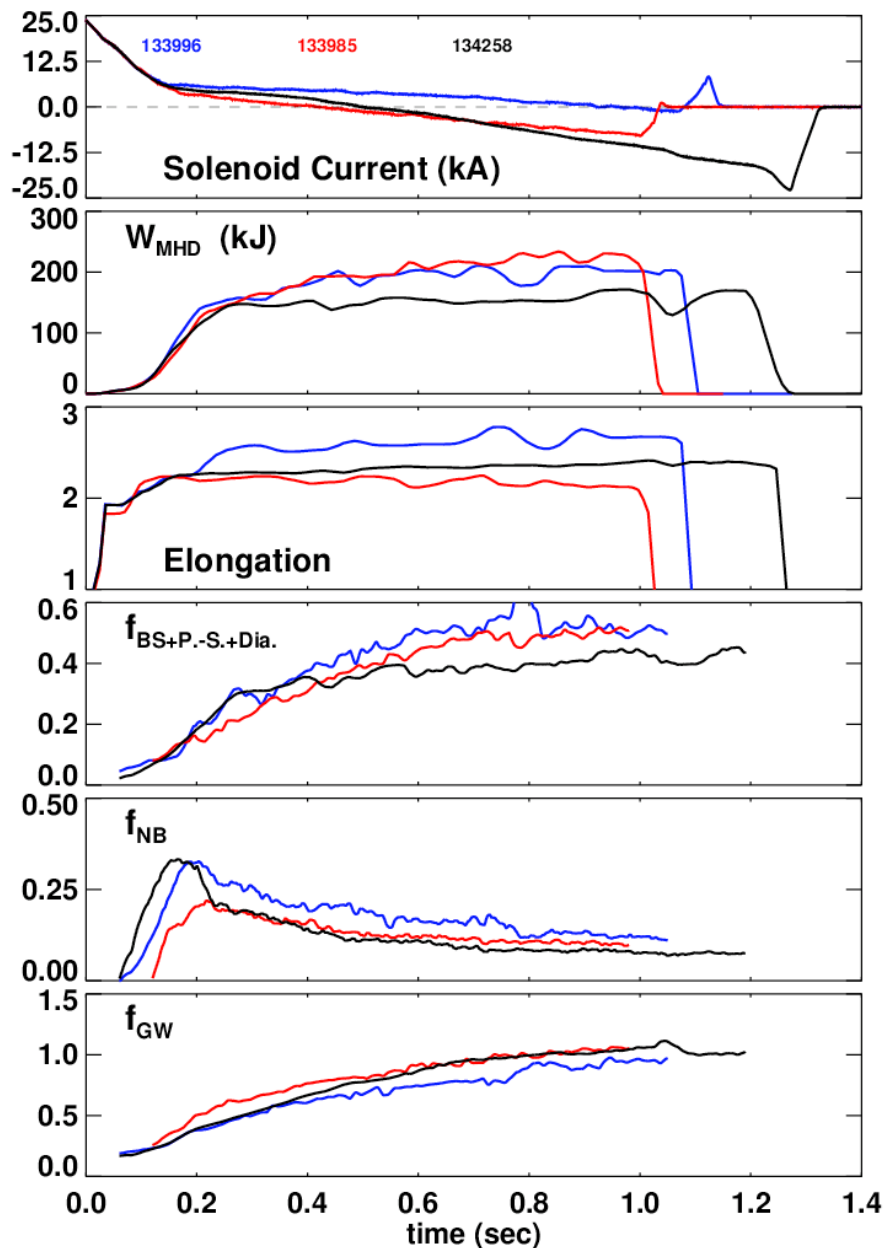 25.0
133996 133985 134258
12.5
0.0
-12.5
-25.0
Solenoid Current (kA)
300
W_MHD (kJ)
200
100
0
3
2
1
Elongation
0.6
f_BS+P.-S.+Dia.
0.4
0.2
0.0
0.50
f_NB
0.25
0.00
1.5
f_GW
1.0
0.5
0.0
0.0 0.2 0.4 0.6 0.8 1.0 1.2 1.4
time (sec)